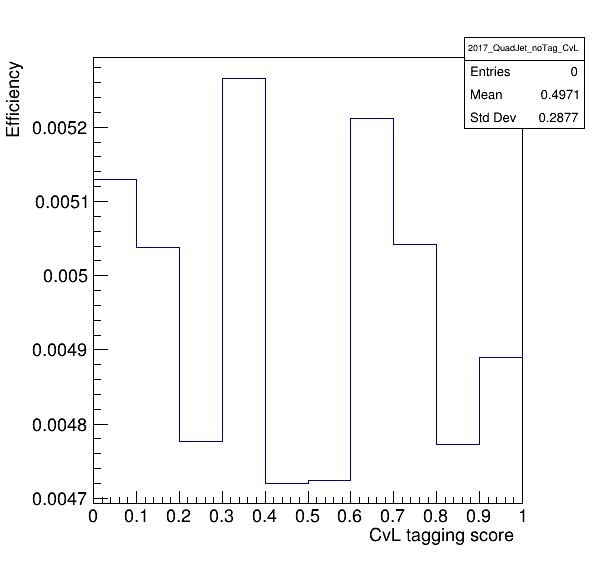 2017_QuadJet_noTag_CvL
Entries 0
Mean 0.4971
Std Dev 0.2877
Efficiency
0.0052
0.0051
0.005
0.0049
0.0048
0.0047
0 0.1 0.2 0.3 0.4 0.5 0.6 0.7 0.8 0.9 1
CvL tagging score